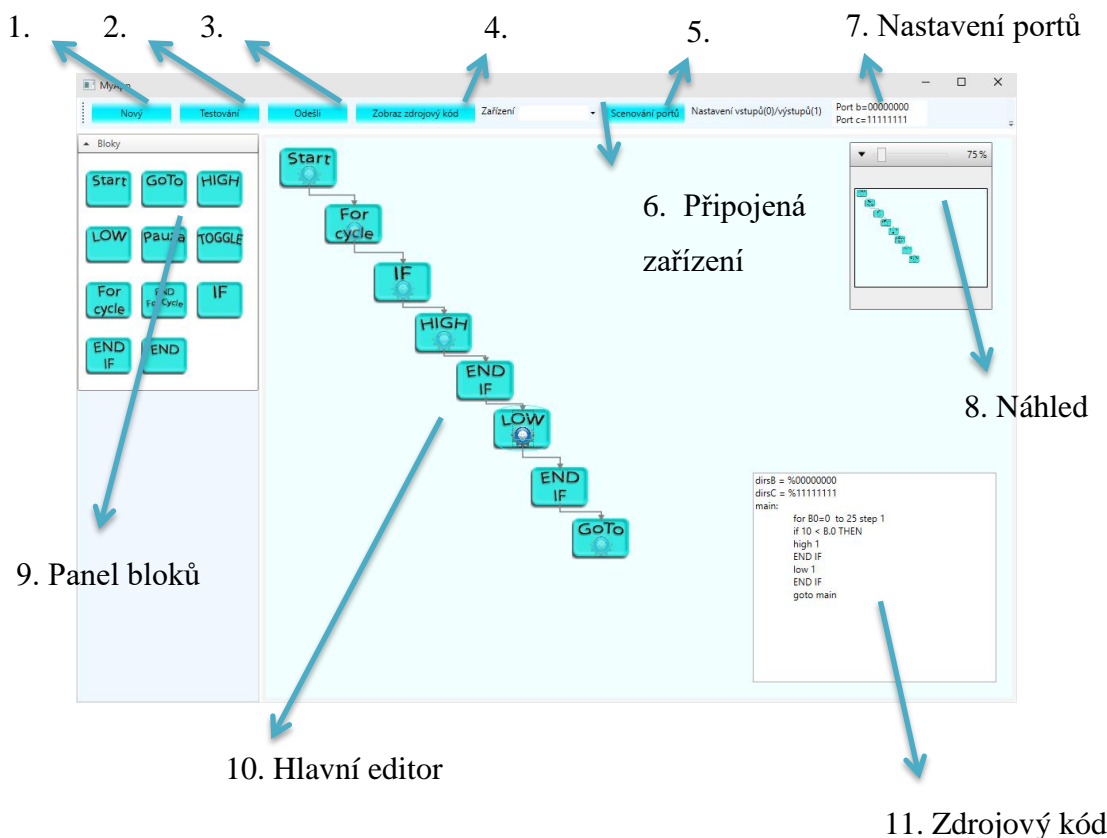 1.
2.
3.
4.
5.
7. Nastavení portů
Nový
Testování
Odešli
Zobraz zdrojový kód
Zařízení
Scenování portů
Nastavení vstupů(0)/výstupů(1)
Port b=00000000
Port c=11111111
Bloky
Start
GoTo
HIGH
LOW
Pauza
TOGGLE
For
cycle
END
For Cycle
IF
END
IF
END
Start
For
cycle
IF
HIGH
END
IF
LOW
END
IF
GoTo
6. Připojená
zařízení
75 %
8. Náhled
dirsB = %00000000
dirsC = %11111111
main:
for B0=0 to 25 step 1
if 10 < B.0 THEN
high 1
END IF
low 1
END IF
goto main
9. Panel bloků
10. Hlavní editor
11. Zdrojový kód